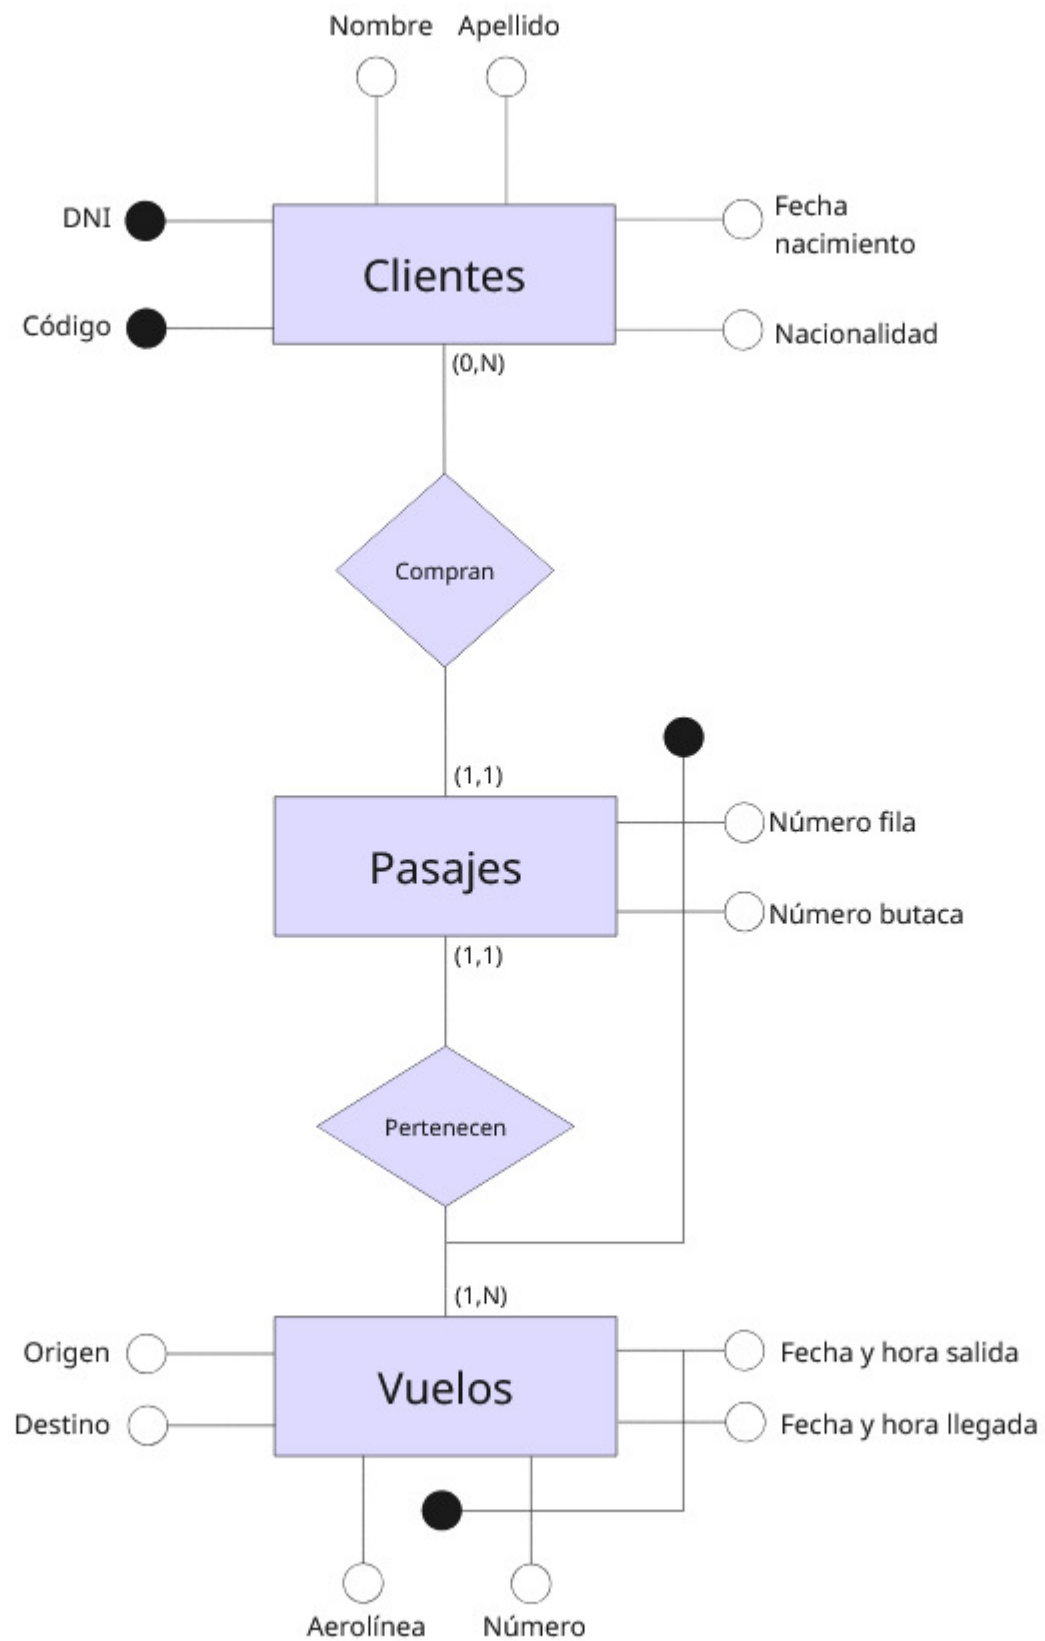 Nombre Apellido
DNI
Fecha
nacimiento
Clientes
Código
Nacionalidad
(0,N)
Compran
(1,1)
Número fila
Pasajes
Número butaca
(1,1)
Pertenecen
(1,N)
Origen
Fecha y hora salida
Vuelos
Destino
Fecha y hora llegada
Aerolínea
Número